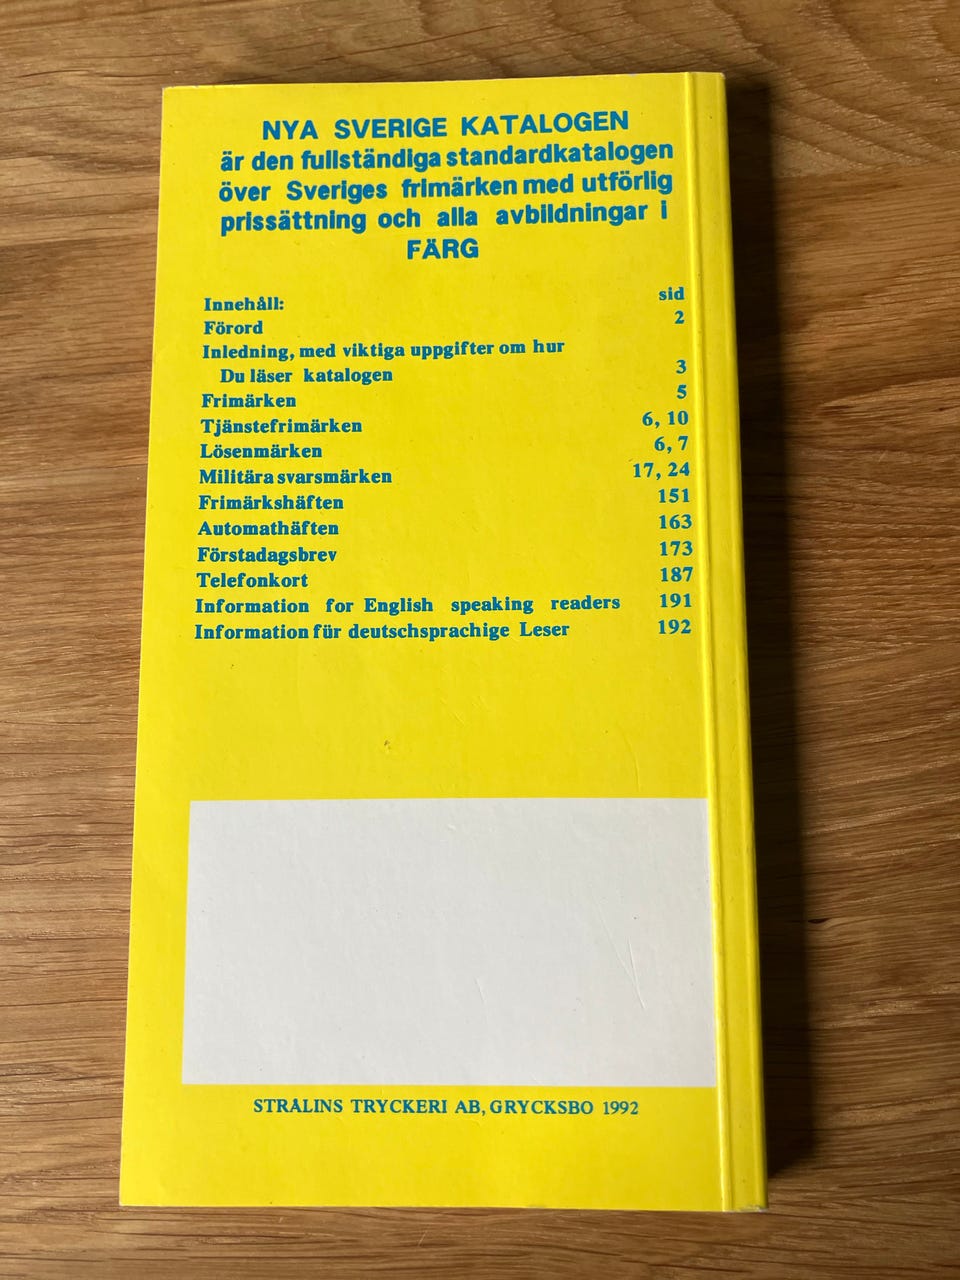 NYA SVERIGE KATALOGEN
är den fullständiga standardkatalogen
över Sveriges frimärken med utförlig
prissättning och alla avbildningar i
FÄRG
Innehåll: sid
Förord 2
Inledning, med viktiga uppgifter om hur
Du läser katalogen 3
Frimärken 5
Tjänstefrimärken 6, 10
Lösenmärken 6, 7
Militära svarsmärken 17, 24
Frimärkshäften 151
Automathäften 163
Förstadagsbrev 173
Telefonkort 187
Information for English speaking readers 191
Information für deutschsprachige Leser 192
STRÅLINS TRYCKERI AB, GRYCKSBO 1992